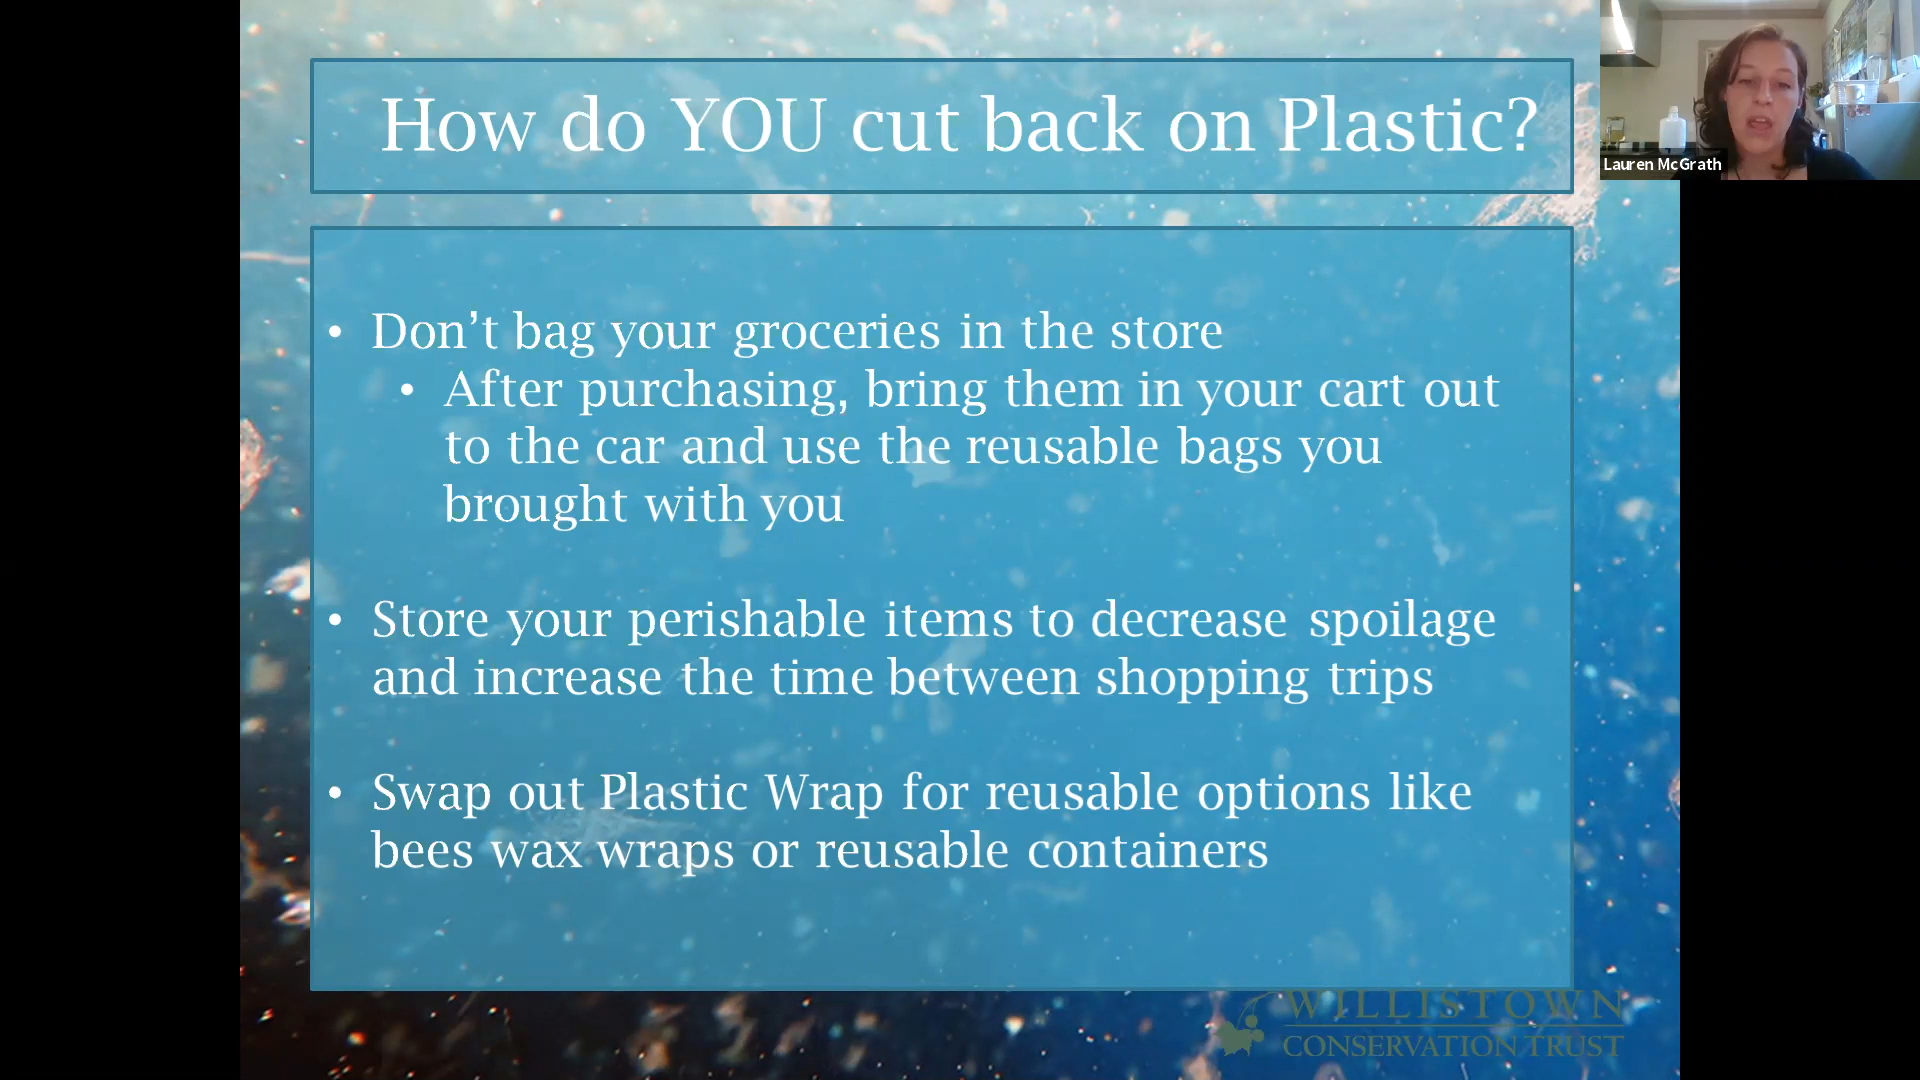 How do YOU cut back on Plastic?
Lauren McGrath
• Don’t bag your groceries in the store
• After purchasing, bring them in your cart out
to the car and use the reusable bags you
brought with you
• Store your perishable items to decrease spoilage
and increase the time between shopping trips
• Swap out Plastic Wrap for reusable options like
bees wax wraps or reusable containers
WILLISTOWN
CONSERVATION TRUST